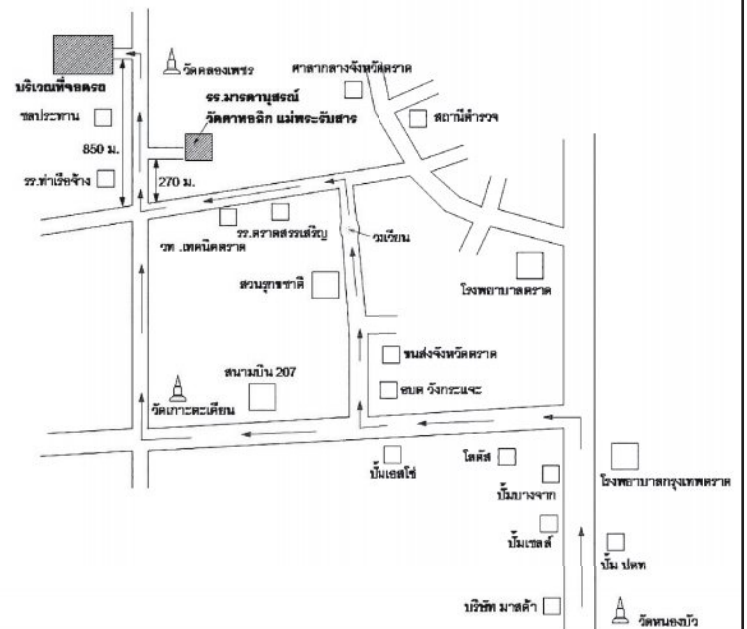 วัดคลองเพชร
ศาลากลางจังหวัดตราด
บริเวณที่จอดรถ
รร.มารดานุสรณ์
วัดคาทอลิก แม่พระรับสาร
ชลประทาน
สถานีตำรวจ
850 ม.
รร.ท่าเรือจ้าง
270 ม.
รร.ตราดสรรเสริญ
วท .เทคนิคตราด
วงเวียน
สวนรุกขชาติ
โรงพยาบาลตราด
ขนส่งจังหวัดตราด
สนามบิน 207
อบต วังกระแจะ
วัดเกาะตะเคียน
ปั๊มเอสโซ่
โลตัส
ปั๊มบางจาก
โรงพยาบาลกรุงเทพตราด
ปั๊มเชลล์
ปั๊ม ปตท
บริษัท มาสด้า
วัดหนองบัว